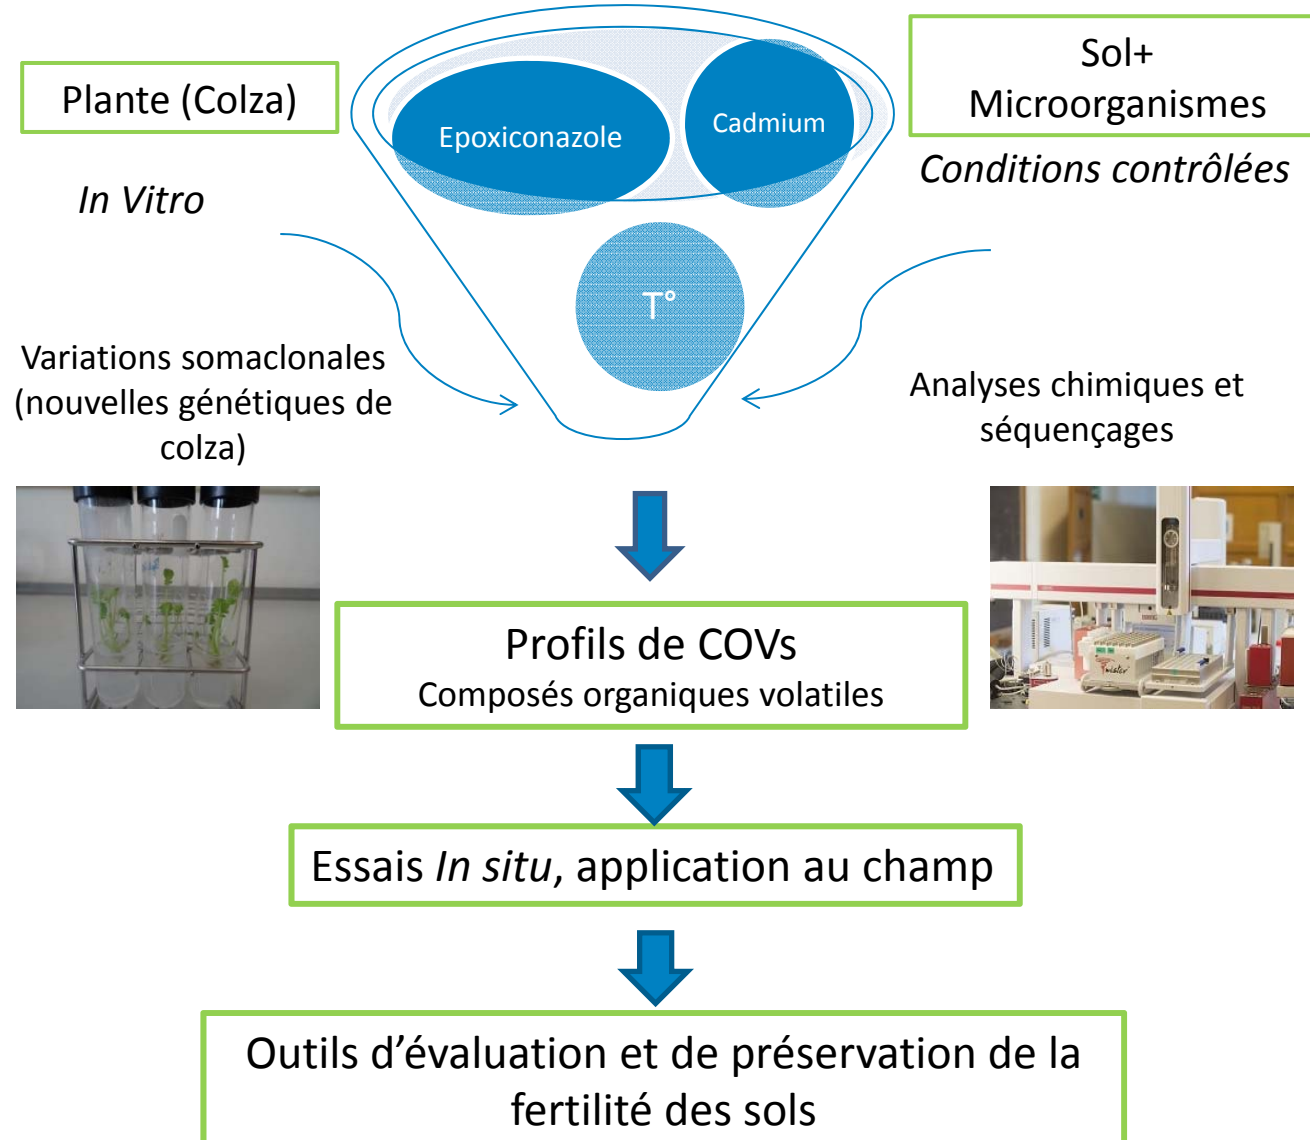 Plante (Colza)
In Vitro
Epoxiconazole
Cadmium
T°
Sol+
Microorganismes
Conditions contrôlées
Variations somaclonales
(nouvelles génétiques de
colza)
Analyses chimiques et
séquençages
Profils de COVs
Composés organiques volatiles
Essais In situ, application au champ
Outils d’évaluation et de préservation de la
fertilité des sols